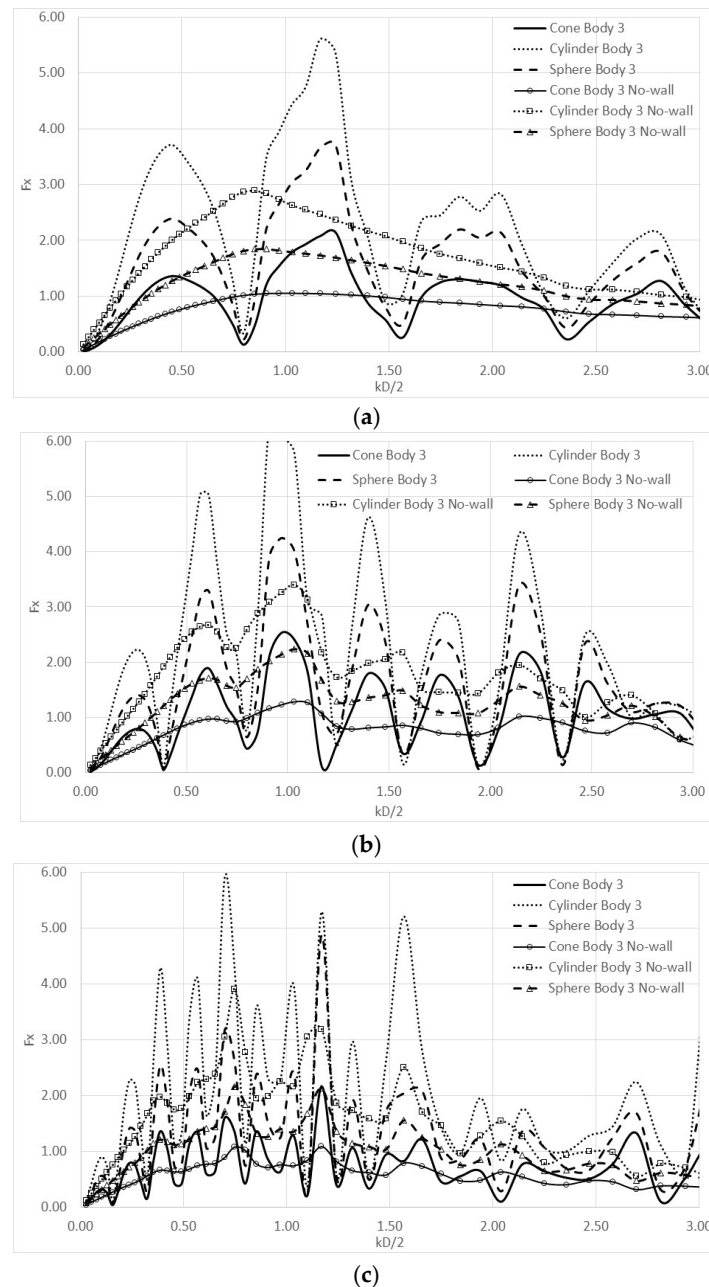 6.00
Cone Body 3
Cylinder Body 3
5.00
Sphere Body 3
Cone Body 3 No-wall
4.00
Cylinder Body 3 No-wall
Sphere Body 3 No-wall
Fx
3.00
2.00
1.00
0.00
0.00 0.50 1.00 1.50 2.00 2.50 3.00
kD/2
(a)
6.00
Cone Body 3 Cylinder Body 3
Sphere Body 3 Cone Body 3 No-wall
5.00
Cylinder Body 3 No-wall Sphere Body 3 No-wall
4.00
Fx
3.00
2.00
1.00
0.00
0.00 0.50 1.00 1.50 2.00 2.50 3.00
kD/2
(b)
6.00
Cone Body 3
Cylinder Body 3
5.00
Sphere Body 3
Cone Body 3 No-wall
Cylinder Body 3 No-wall
4.00
Sphere Body 3 No-wall
Fx
3.00
2.00
1.00
0.00
0.00 0.50 1.00 1.50 2.00 2.50 3.00
kD/2
(c)